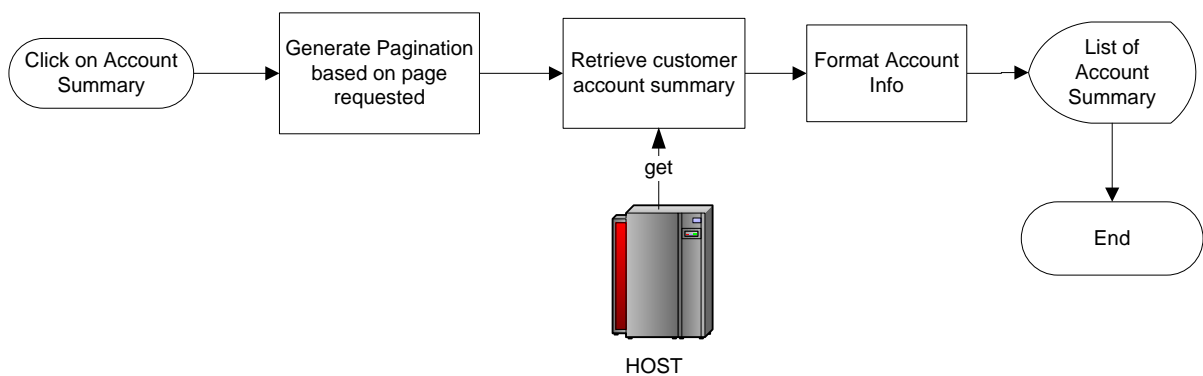 Click on Account
Summary
Generate Pagination
based on page
requested
Retrieve customer
account summary
Format Account
Info
List of
Account
Summary
get
End
HOST